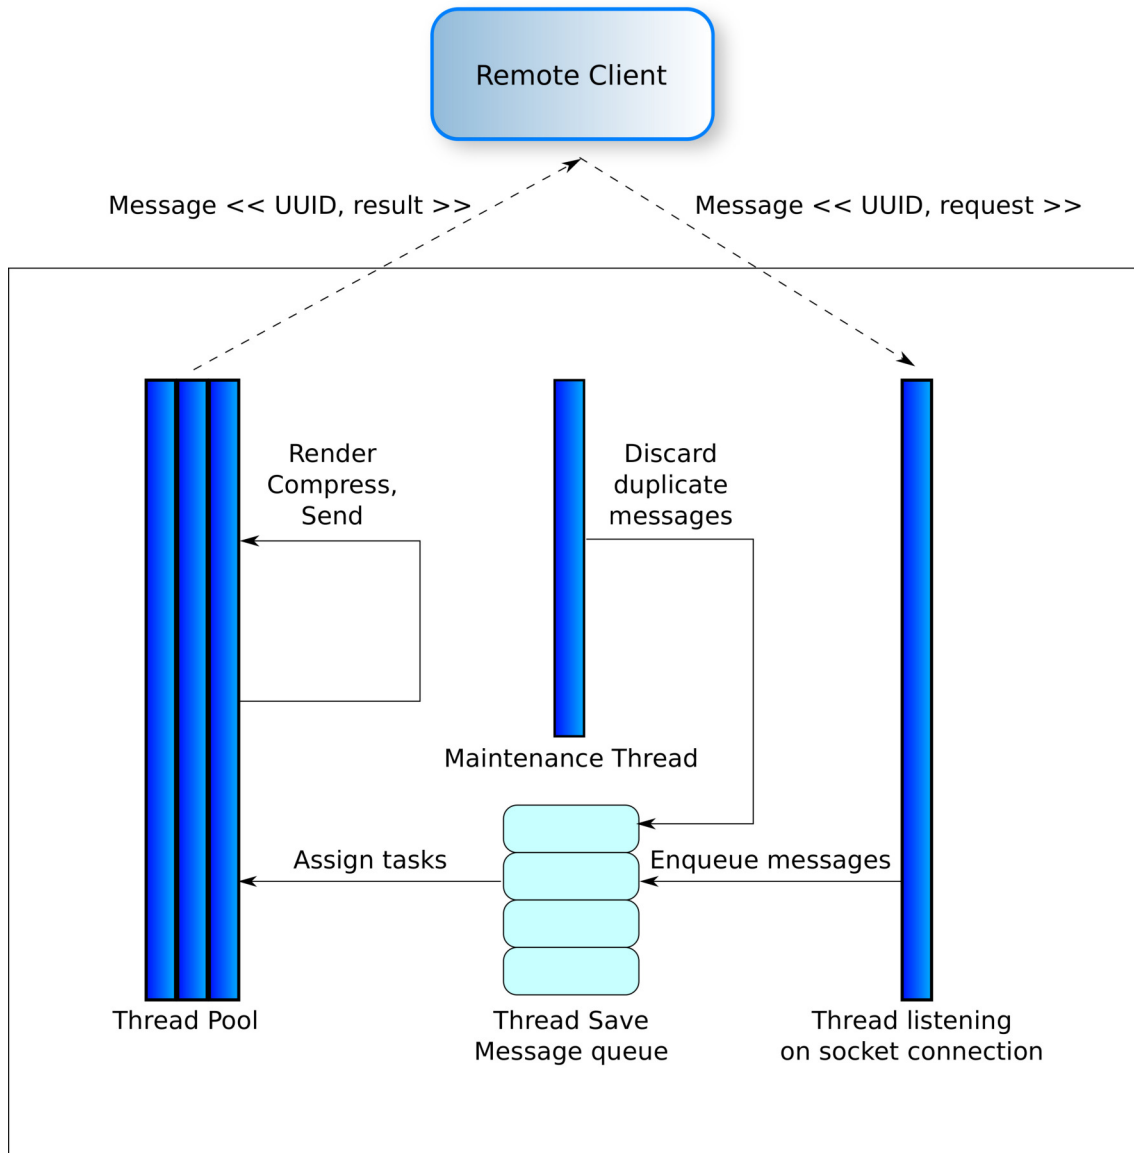 Remote Client
Message << UUID, result >>
Message << UUID, request >>
Render
Compress,
Send
Discard
duplicate
messages
Maintenance Thread
Assign tasks
Enqueue messages
Thread Pool
Thread Save
Message queue
Thread listening
on socket connection